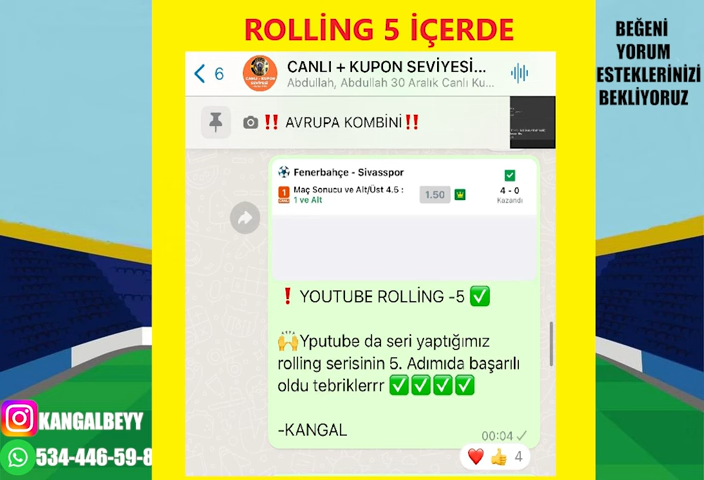 ROLLİNG 5 İÇERDE
BEĞENİ
YORUM
ESTEKLERİNİZİ
BEKLİYORUZ
6
CANLI + KUPON SEVİYESİ...
Abdullah, Abdullah 30 Aralık Canlı Ku...
‼️ AVRUPA KOMBİNİ‼️
Fenerbahçe - Sivasspor
1 Maç Sonucu ve Alt/Üst 4.5 : 1.50 4 - 0
CANLI 1 ve Alt Kazandı
❗ YOUTUBE ROLLING -5 ✅
🙌Yputube da seri yaptığımız
rolling serisinin 5. Adımıda başarılı
oldu tebriklerrr ✅✅✅✅
-KANGAL
00:04
❤️ 👍 4
KANGALBEYY
534-446-59-8